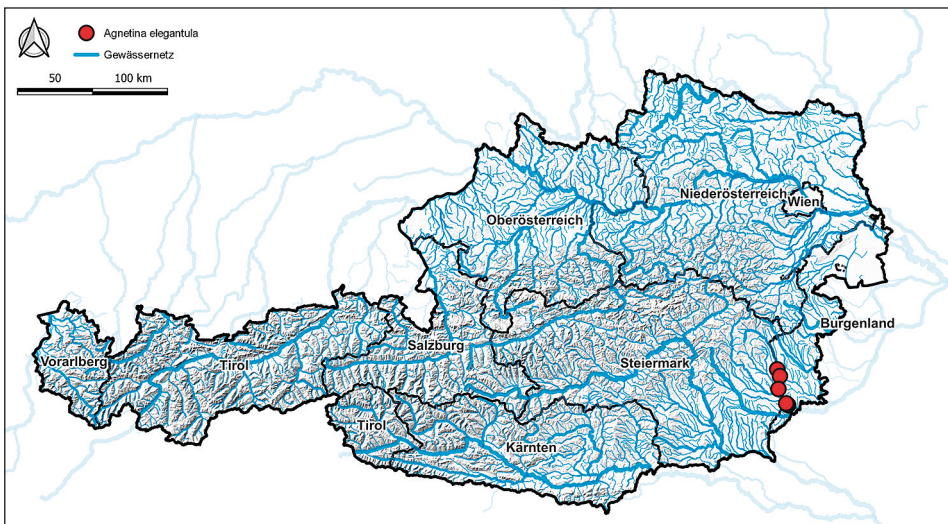 Agnetina elegantula
Gewässernetz
50 100 km
Niederösterreich
Wien
Oberösterreich
Burgenland
Salzburg
Vorarlberg
Tirol
Steiermark
Tirol
Kärnten